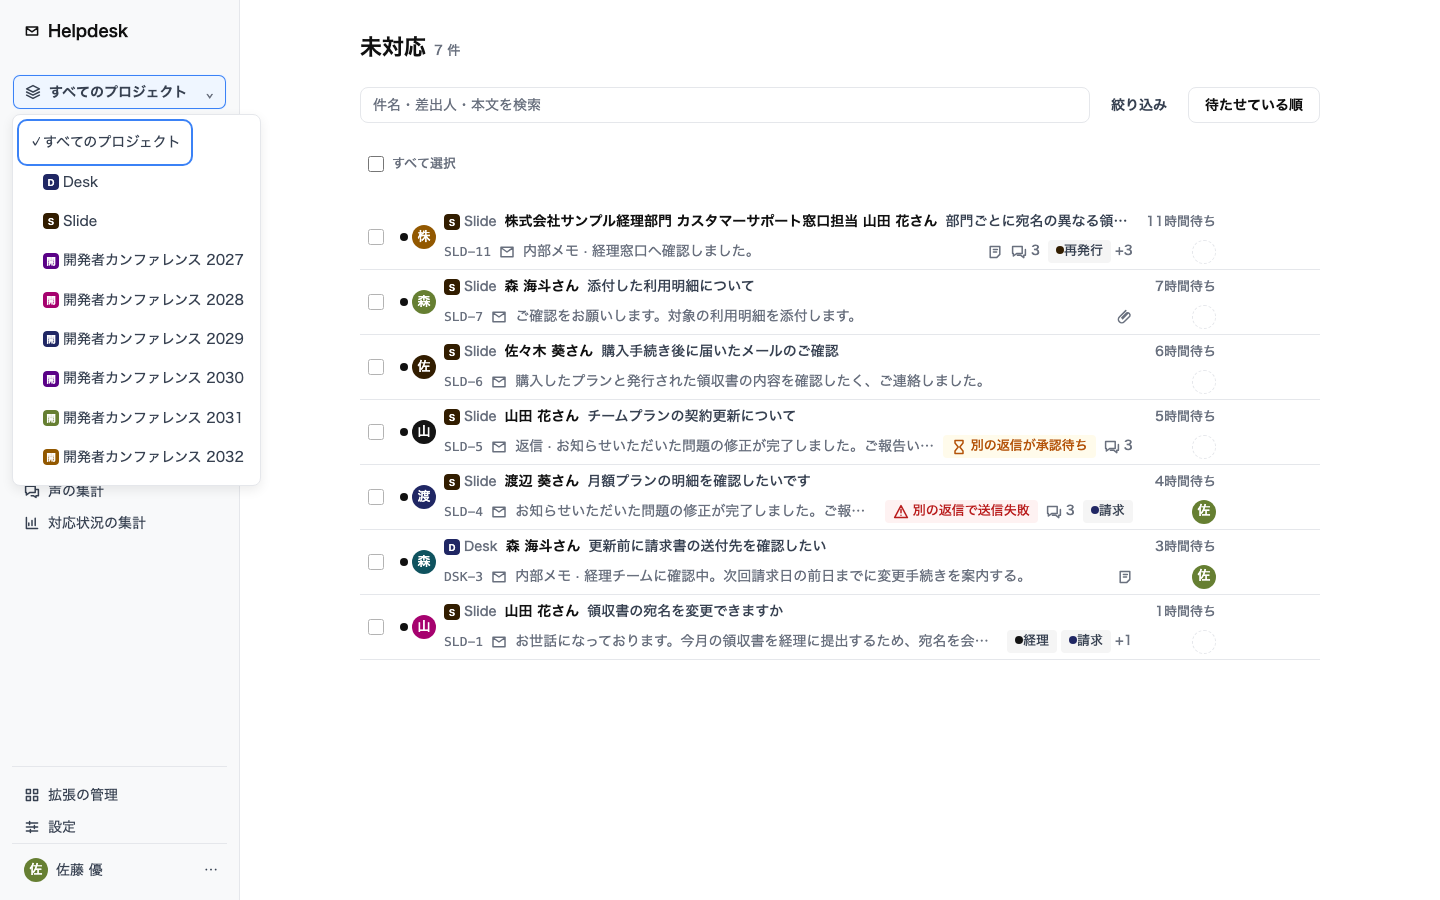 Helpdesk
すべてのプロジェクト
✓すべてのプロジェクト
D Desk
S Slide
開 開発者カンファレンス 2027
開 開発者カンファレンス 2028
開 開発者カンファレンス 2029
開 開発者カンファレンス 2030
開 開発者カンファレンス 2031
開 開発者カンファレンス 2032
声の集計
対応状況の集計
拡張の管理
設定
佐 佐藤 優 …
未対応 7 件
件名・差出人・本文を検索 絞り込み 待たせている順
すべて選択
株 S Slide 株式会社サンプル経理部門 カスタマーサポート窓口担当 山田 花さん 部門ごとに宛名の異なる領… 11時間待ち
SLD-11 内部メモ · 経理窓口へ確認しました。 3 再発行 +3
森 S Slide 森 海斗さん 添付した利用明細について 7時間待ち
SLD-7 ご確認をお願いします。対象の利用明細を添付します。
佐 S Slide 佐々木 葵さん 購入手続き後に届いたメールのご確認 6時間待ち
SLD-6 購入したプランと発行された領収書の内容を確認したく、ご連絡しました。
山 S Slide 山田 花さん チームプランの契約更新について 5時間待ち
SLD-5 返信 · お知らせいただいた問題の修正が完了しました。ご報告い… 別の返信が承認待ち 3
渡 S Slide 渡辺 葵さん 月額プランの明細を確認したいです 4時間待ち
SLD-4 お知らせいただいた問題の修正が完了しました。ご報… 別の返信で送信失敗 3 請求 佐
森 D Desk 森 海斗さん 更新前に請求書の送付先を確認したい 3時間待ち
DSK-3 内部メモ · 経理チームに確認中。次回請求日の前日までに変更手続きを案内する。 佐
山 S Slide 山田 花さん 領収書の宛名を変更できますか 1時間待ち
SLD-1 お世話になっております。今月の領収書を経理に提出するため、宛名を会… 経理 請求 +1